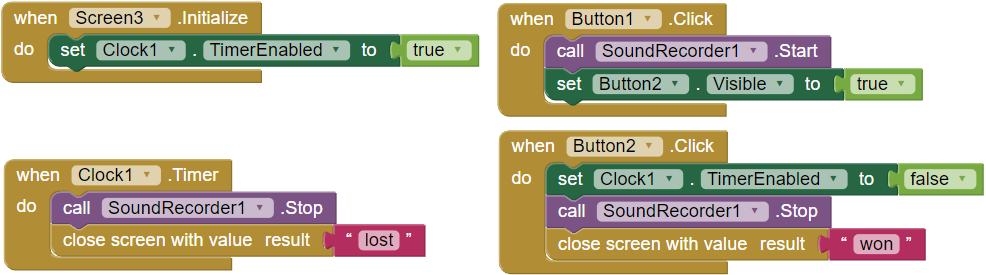 when Screen3 .Initialize
do set Clock1 . TimerEnabled to true
when Button1 .Click
do call SoundRecorder1 .Start
set Button2 . Visible to true
when Clock1 .Timer
do call SoundRecorder1 .Stop
close screen with value result “ lost ”
when Button2 .Click
do set Clock1 . TimerEnabled to false
call SoundRecorder1 .Stop
close screen with value result “ won ”